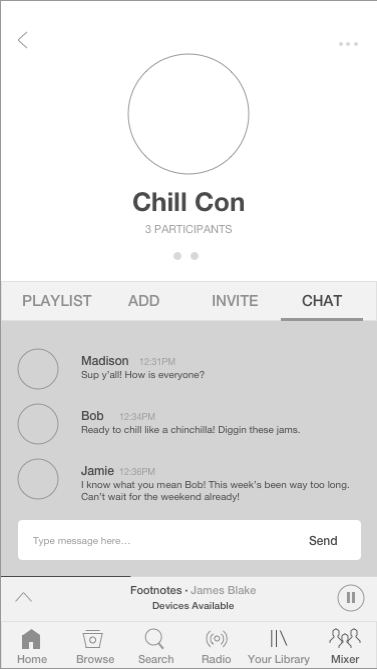 Chill Con
3 PARTICIPANTS
PLAYLIST ADD INVITE CHAT
Madison 12:31PM
Sup y'all! How is everyone?
Bob 12:34PM
Ready to chill like a chinchilla! Diggin these jams.
Jamie 12:36PM
I know what you mean Bob! This week's been way too long.
Can't wait for the weekend already!
Type message here... Send
Footnotes · James Blake
Devices Available
Home Browse Search Radio Your Library Mixer